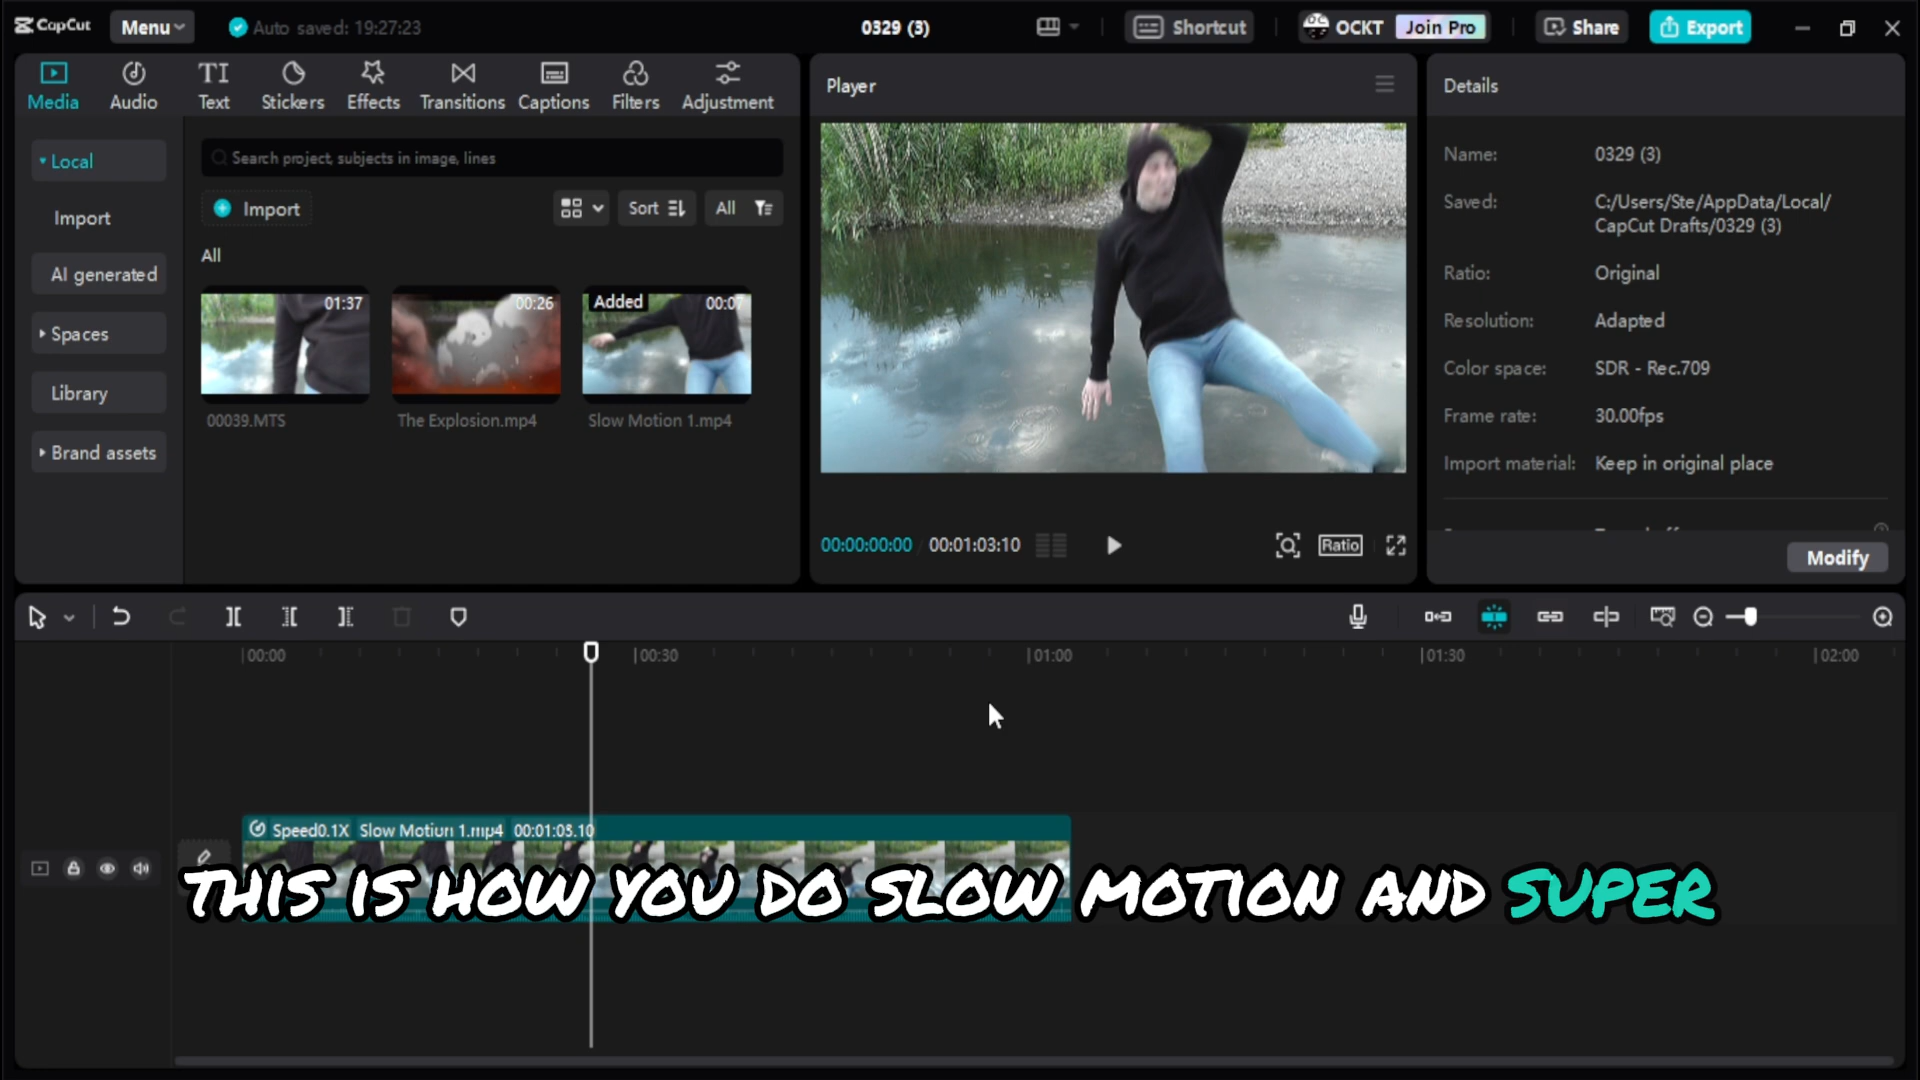 CapCut
Menu
Auto saved: 19:27:23
0329 (3)
Shortcut
OCKT
Join Pro
Share
Export
Media
Audio
TI
Text
Stickers
Effects
Transitions
Captions
Filters
Adjustment
Local
Import
AI generated
Spaces
Library
Brand assets
Search project, subjects in image, lines
Import
Sort
All
All
01:37
00039.MTS
00:26
The Explosion.mp4
Added
00:07
Slow Motion 1.mp4
Player
00:00:00:00
00:01:03:10
Ratio
Details
Name: 0329 (3)
Saved: C:/Users/Ste/AppData/Local/
CapCut Drafts/0329 (3)
Ratio: Original
Resolution: Adapted
Color space: SDR - Rec.709
Frame rate: 30.00fps
Import material: Keep in original place
Modify
00:00
00:30
01:00
01:30
02:00
Speed0.1X Slow Motion 1.mp4 00:01:03:10
THIS IS HOW YOU DO SLOW MOTION AND SUPER